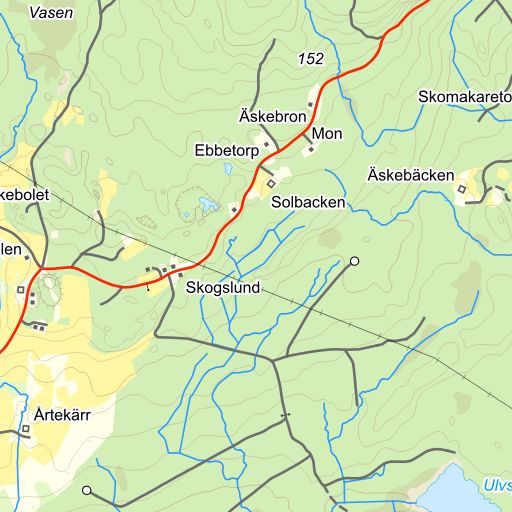 Vasen
152
Skomakareto
Äskebron
Mon
Ebbetorp
Äskebäcken
kebolet
Solbacken
len
Skogslund
Årtekärr
Ulvs